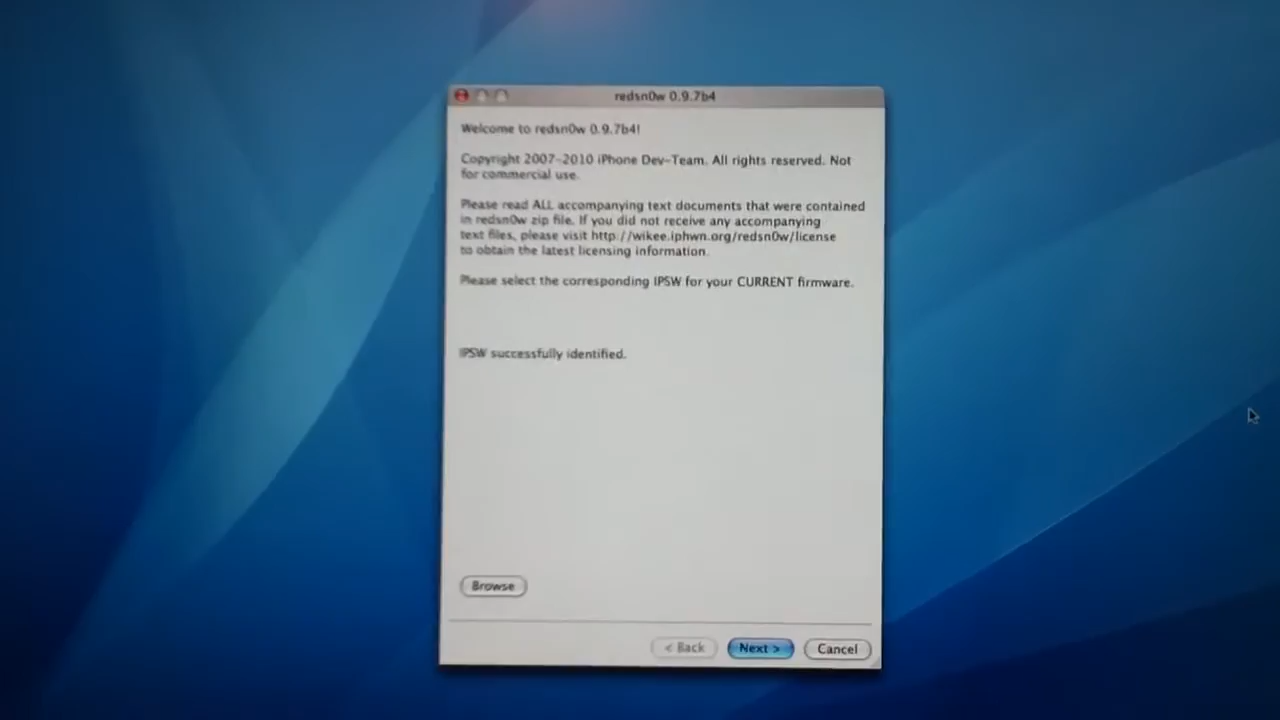 redsn0w 0.9.7b4
Welcome to redsn0w 0.9.7b4!
Copyright 2007-2010 iPhone Dev-Team. All rights reserved. Not
for commercial use.
Please read ALL accompanying text documents that were contained
in redsn0w zip file. If you did not receive any accompanying
text files, please visit http://wikee.iphwn.org/redsn0w/license
to obtain the latest licensing information.
Please select the corresponding IPSW for your CURRENT firmware.
IPSW successfully identified.
Browse
< Back
Next >
Cancel